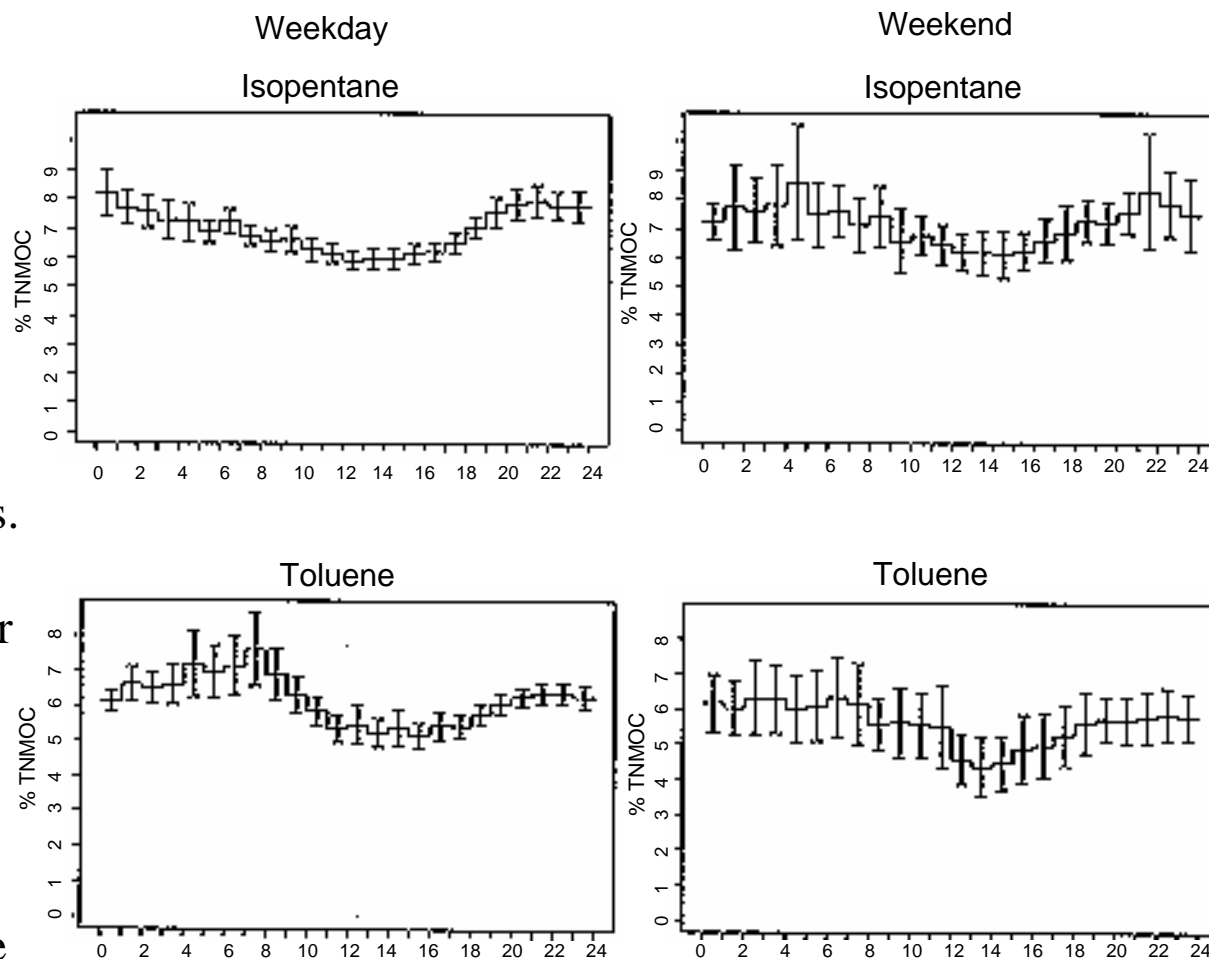 Weekday Weekend
Isopentane Isopentane
% TNMOC
0 1 2 3 4 5 6 7 8 9
0 2 4 6 8 10 12 14 16 18 20 22 24
% TNMOC
0 1 2 3 4 5 6 7 8 9
0 2 4 6 8 10 12 14 16 18 20 22 24
s.
Toluene Toluene
r
% TNMOC
0 1 2 3 4 5 6 7 8
0 2 4 6 8 10 12 14 16 18 20 22 24
% TNMOC
0 1 2 3 4 5 6 7 8
0 2 4 6 8 10 12 14 16 18 20 22 24
e